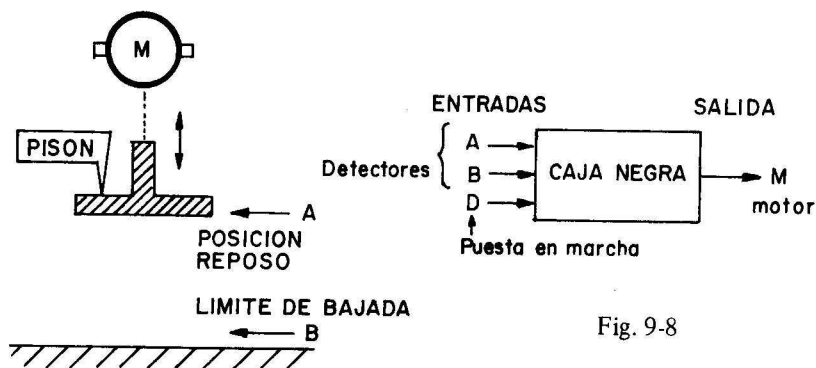 M
PISON
A
POSICION
REPOSO
LIMITE DE BAJADA
B
ENTRADAS
SALIDA
Detectores
A
B
D
CAJA NEGRA
M
motor
Puesta en marcha
Fig. 9-8